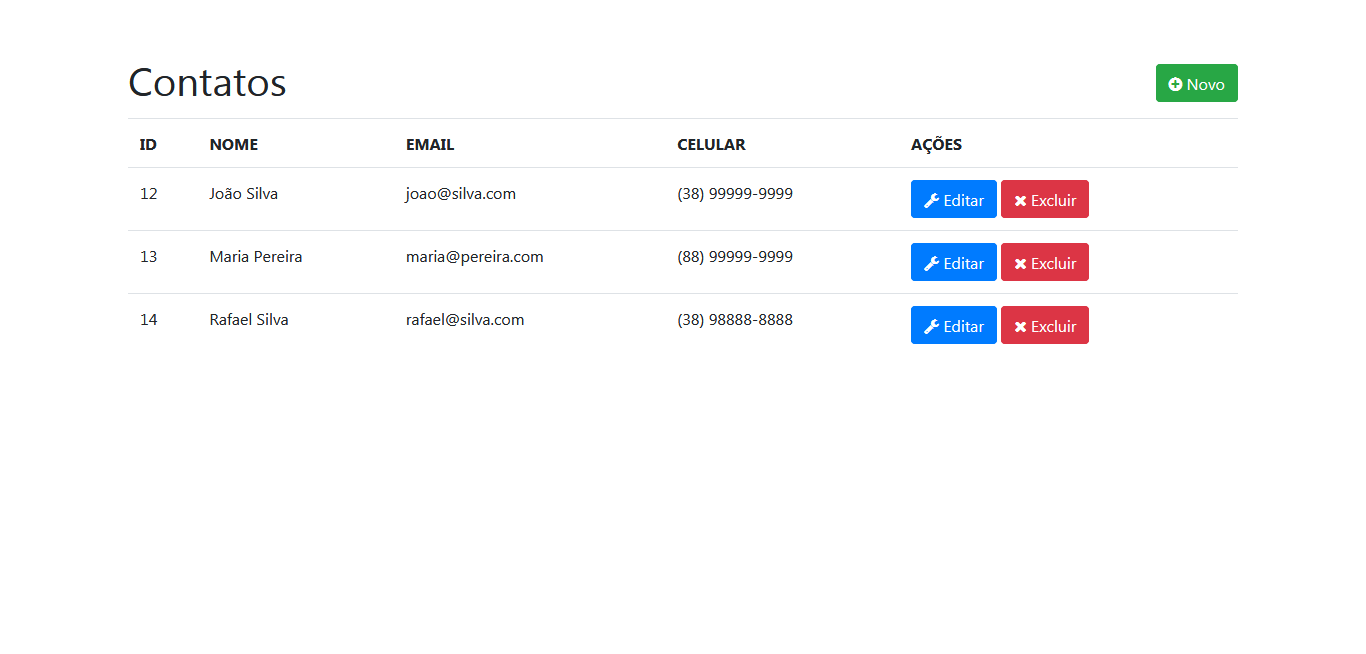 Contatos
Novo
ID NOME EMAIL CELULAR AÇÕES
12 João Silva joao@silva.com (38) 99999-9999 Editar Excluir
13 Maria Pereira maria@pereira.com (88) 99999-9999 Editar Excluir
14 Rafael Silva rafael@silva.com (38) 98888-8888 Editar Excluir